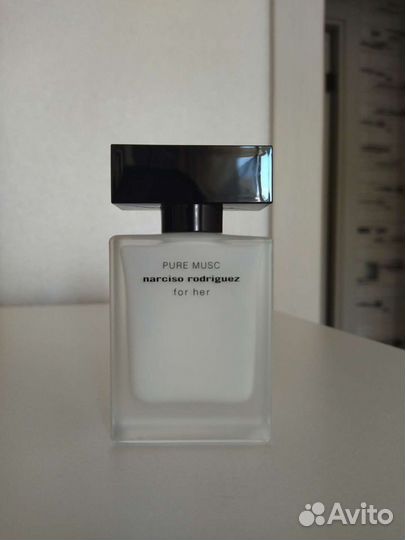 PURE MUSC
narciso rodriguez
for her
Avito